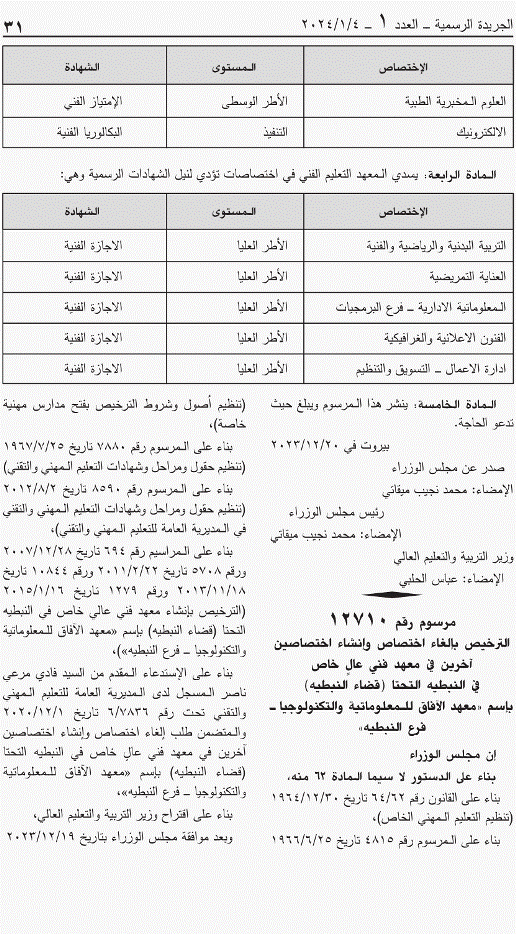 الجريدة الرسمية ــ العدد ١ ــ ٢٠٢٤/١/٤
٣١
الإختصاص المستوى الشهادة
العلوم المخبرية الطبية الأطر الوسطى الإمتياز الفني
الالكترونيك التنفيذ البكالوريا الفنية
المادة الرابعة: يسدي المعهد التعليم الفني في اختصاصات تؤدي لنيل الشهادات الرسمية وهي:
الإختصاص المستوى الشهادة
التربية البدنية والرياضية والفنية الأطر العليا الاجازة الفنية
العناية التمريضية الأطر العليا الاجازة الفنية
المعلوماتية الادارية ــ فرع البرمجيات الأطر العليا الاجازة الفنية
الفنون الاعلانية والغرافيكية الأطر العليا الاجازة الفنية
ادارة الاعمال ــ التسويق والتنظيم الأطر العليا الاجازة الفنية
المادة الخامسة: ينشر هذا المرسوم ويبلغ حيث
تدعو الحاجة.
بيروت في ٢٠٢٣/١٢/٢٠
صدر عن مجلس الوزراء
الإمضاء: محمد نجيب ميقاتي
رئيس مجلس الوزراء
الإمضاء: محمد نجيب ميقاتي
وزير التربية والتعليم العالي
الإمضاء: عباس الحلبي
مرسوم رقم ١٢٧١٠
الترخيص بإلغاء اختصاص وانشاء اختصاصين
آخرين في معهد فني عالٍ خاص
في النبطيه التحتا (قضاء النبطيه)
بإسم «معهد الآفاق للمعلوماتية والتكنولوجيا ــ
فرع النبطيه»
إن مجلس الوزراء
بناء على الدستور لا سيما المادة ٦٢ منه،
بناء على القانون رقم ٦٤/٦٢ تاريخ ١٩٦٤/١٢/٣٠
(تنظيم التعليم المهني الخاص)،
بناء على المرسوم رقم ٤٨١٥ تاريخ ١٩٦٦/٦/٢٥
(تنظيم أصول وشروط الترخيص بفتح مدارس مهنية
خاصة)،
بناء على المرسوم رقم ٧٨٨٠ تاريخ ١٩٦٧/٧/٢٥
(تنظيم حقول ومراحل وشهادات التعليم المهني والتقني)
بناء على المرسوم رقم ٨٥٩٠ تاريخ ٢٠١٢/٨/٢
(تنظيم حقول ومراحل وشهادات التعليم المهني والتقني
في المديرية العامة للتعليم المهني والتقني)،
بناء على المراسيم رقم ٦٩٤ تاريخ ٢٠٠٧/١٢/٢٨
ورقم ٥٧٠٨ تاريخ ٢٠١١/٢/٢٢ ورقم ١٠٨٤٤ تاريخ
٢٠١٣/١١/١٨ ورقم ١٢٧٩ تاريخ ٢٠١٥/١/١٦
(الترخيص بإنشاء معهد فني عالي خاص في النبطيه
التحتا (قضاء النبطيه) بإسم «معهد الآفاق للمعلوماتية
والتكنولوجيا ــ فرع النبطيه»)،
بناء على الإستدعاء المقدم من السيد فادي مرعي
ناصر المسجل لدى المديرية العامة للتعليم المهني
والتقني تحت رقم ٦/٧٨٣٦ تاريخ ٢٠٢٠/١٢/١
والمتضمن طلب إلغاء اختصاص وإنشاء اختصاصين
آخرين في معهد فني عالٍ خاص في النبطيه التحتا
(قضاء النبطيه) بإسم «معهد الآفاق للمعلوماتية
والتكنولوجيا ــ فرع النبطيه»،
بناء على اقتراح وزير التربية والتعليم العالي،
وبعد موافقة مجلس الوزراء بتاريخ ٢٠٢٣/١٢/١٩